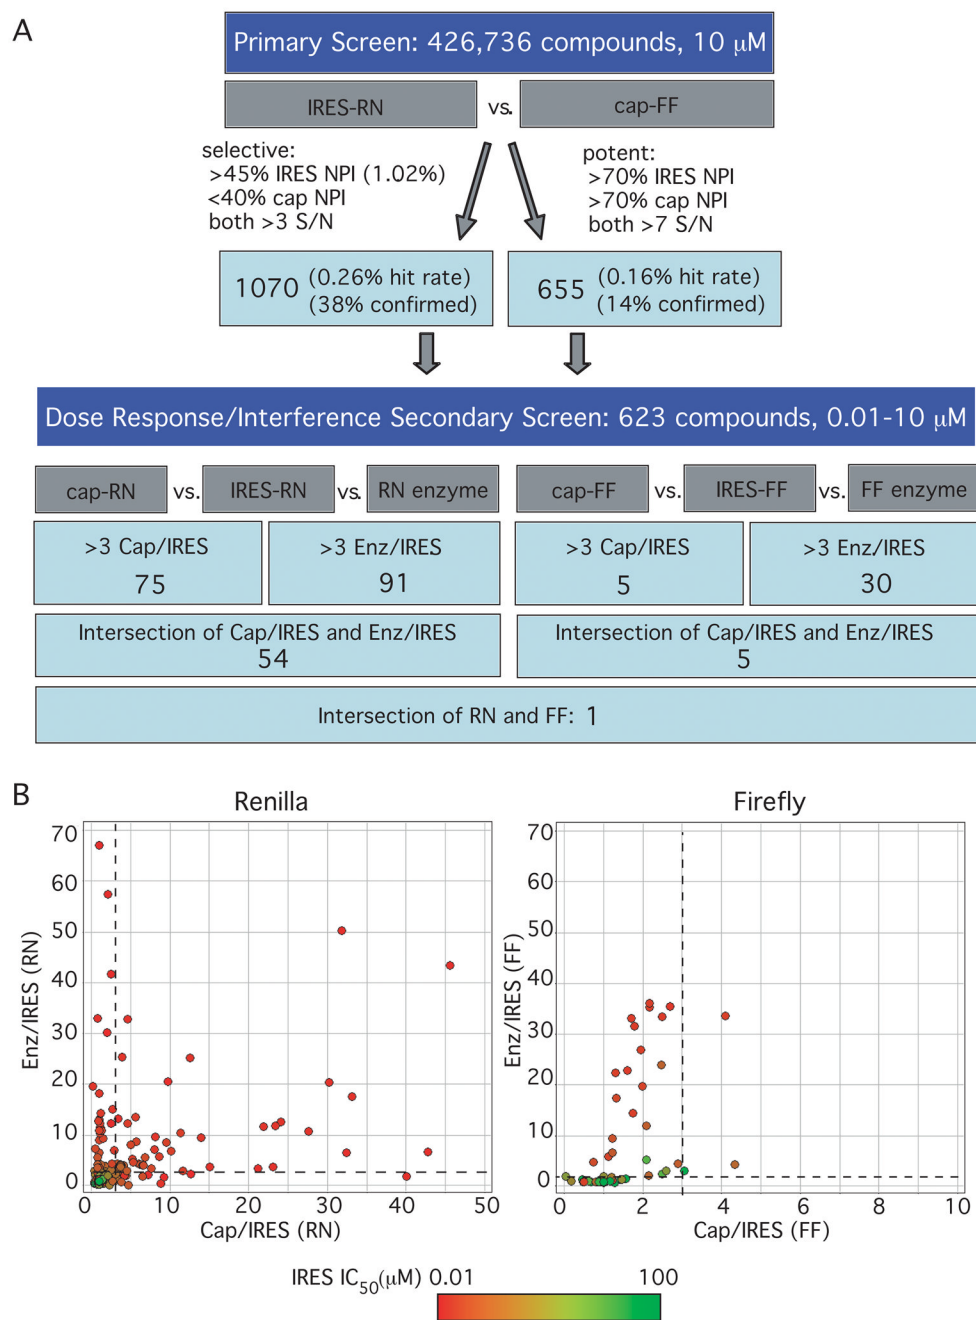 A
Primary Screen: 426,736 compounds, 10 μM
IRES-RN vs. cap-FF
selective:
>45% IRES NPI (1.02%)
<40% cap NPI
both >3 S/N
potent:
>70% IRES NPI
>70% cap NPI
both >7 S/N
1070 (0.26% hit rate)
(38% confirmed)
655 (0.16% hit rate)
(14% confirmed)
Dose Response/Interference Secondary Screen: 623 compounds, 0.01-10 μM
cap-RN vs. IRES-RN vs. RN enzyme
cap-FF vs. IRES-FF vs. FF enzyme
>3 Cap/IRES
75
>3 Enz/IRES
91
>3 Cap/IRES
5
>3 Enz/IRES
30
Intersection of Cap/IRES and Enz/IRES
54
Intersection of Cap/IRES and Enz/IRES
5
Intersection of RN and FF: 1
B
Renilla
Enz/IRES (RN)
70
60
50
40
30
20
10
0
0 10 20 30 40 50
Cap/IRES (RN)
Firefly
Enz/IRES (FF)
70
60
50
40
30
20
10
0
0 2 4 6 8 10
Cap/IRES (FF)
IRES IC50(μM) 0.01 100